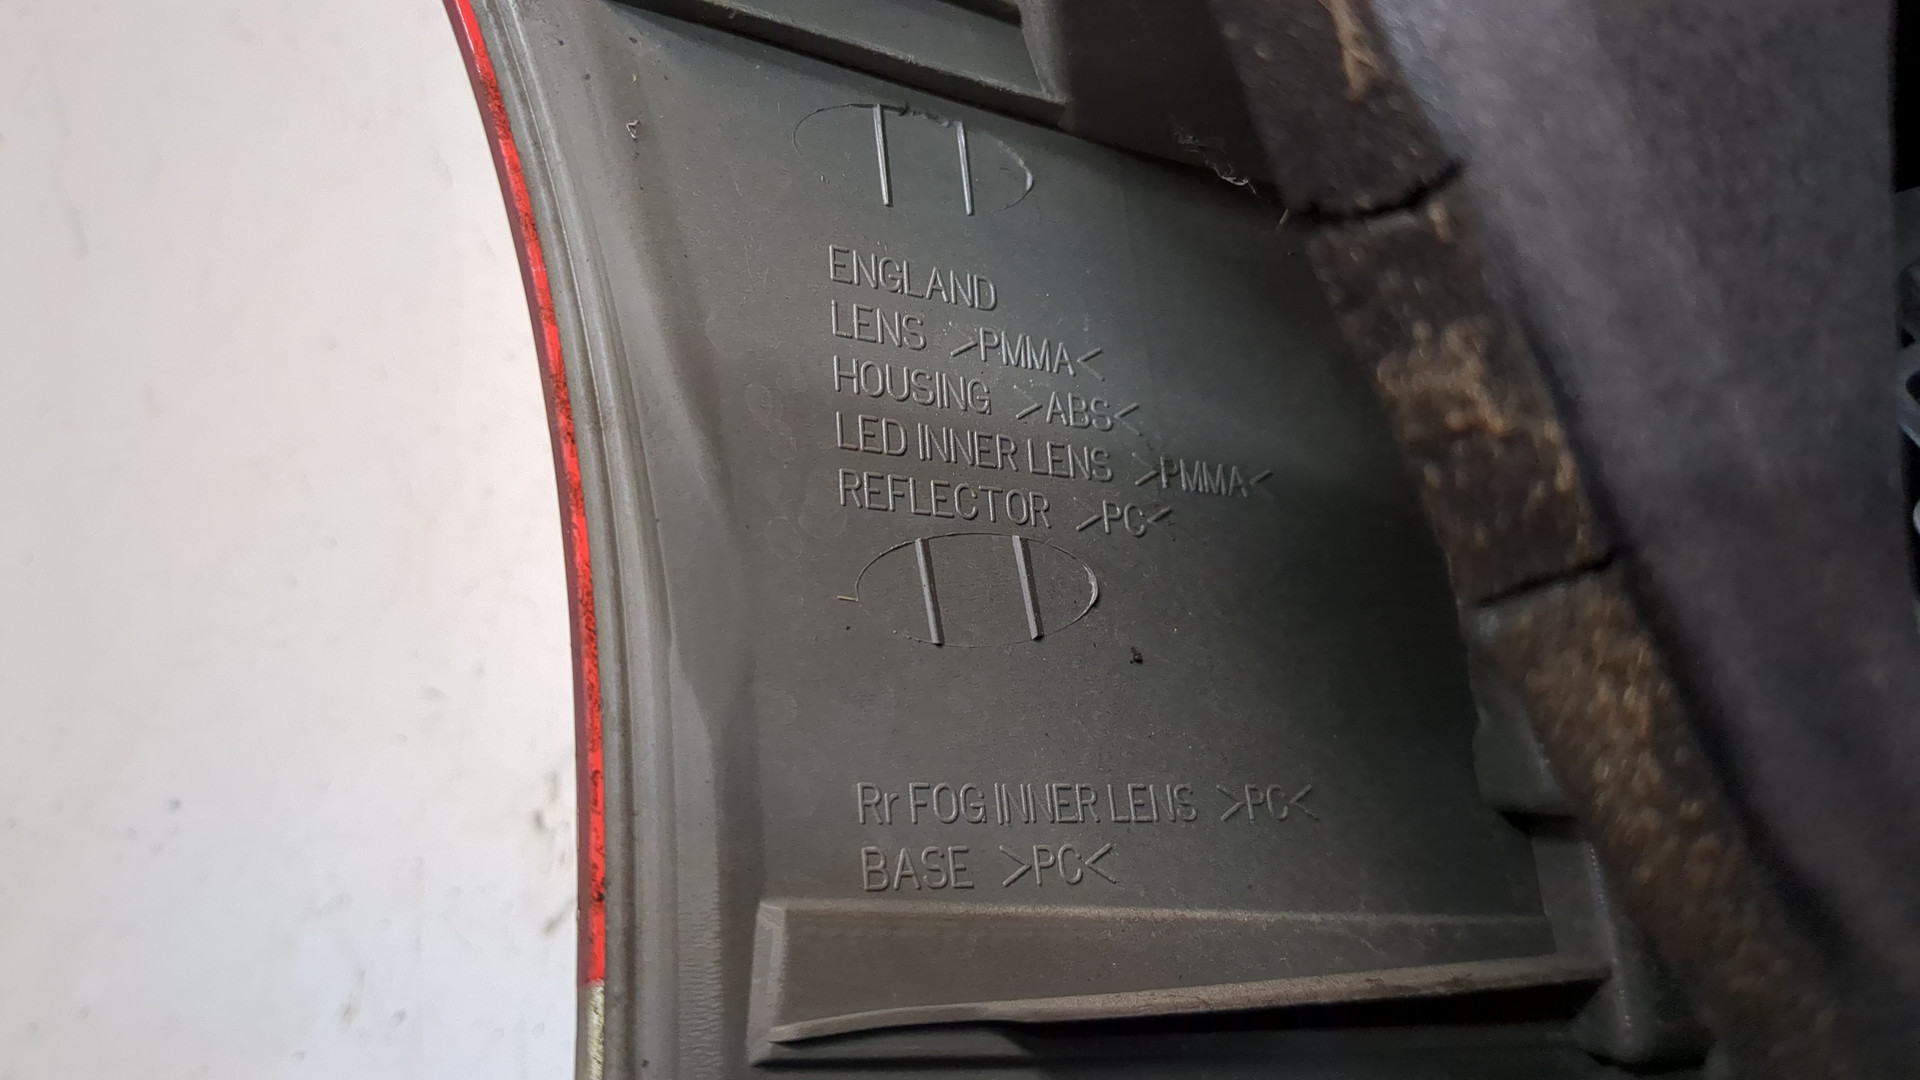 ENGLAND
LENS >PMMA<
HOUSING >ABS<
LED INNER LENS >PMMA<
REFLECTOR >PC<
Rr FOG INNER LENS >PC<
BASE >PC<